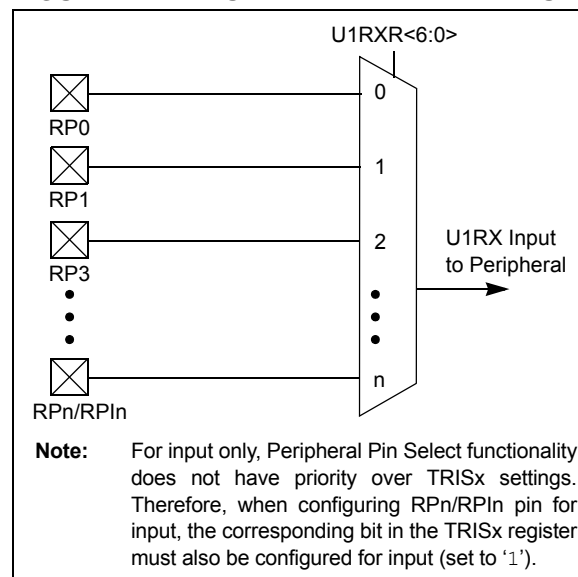 U1RXR<6:0>
RP0
0
RP1
1
RP3
2
U1RX Input
to Peripheral
RPn/RPIn
n
Note: For input only, Peripheral Pin Select functionality
does not have priority over TRISx settings.
Therefore, when configuring RPn/RPIn pin for
input, the corresponding bit in the TRISx register
must also be configured for input (set to ‘1’).